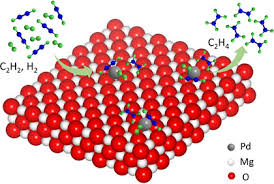 C₂H₂, H₂
C₂H₄
Pd
Mg
O